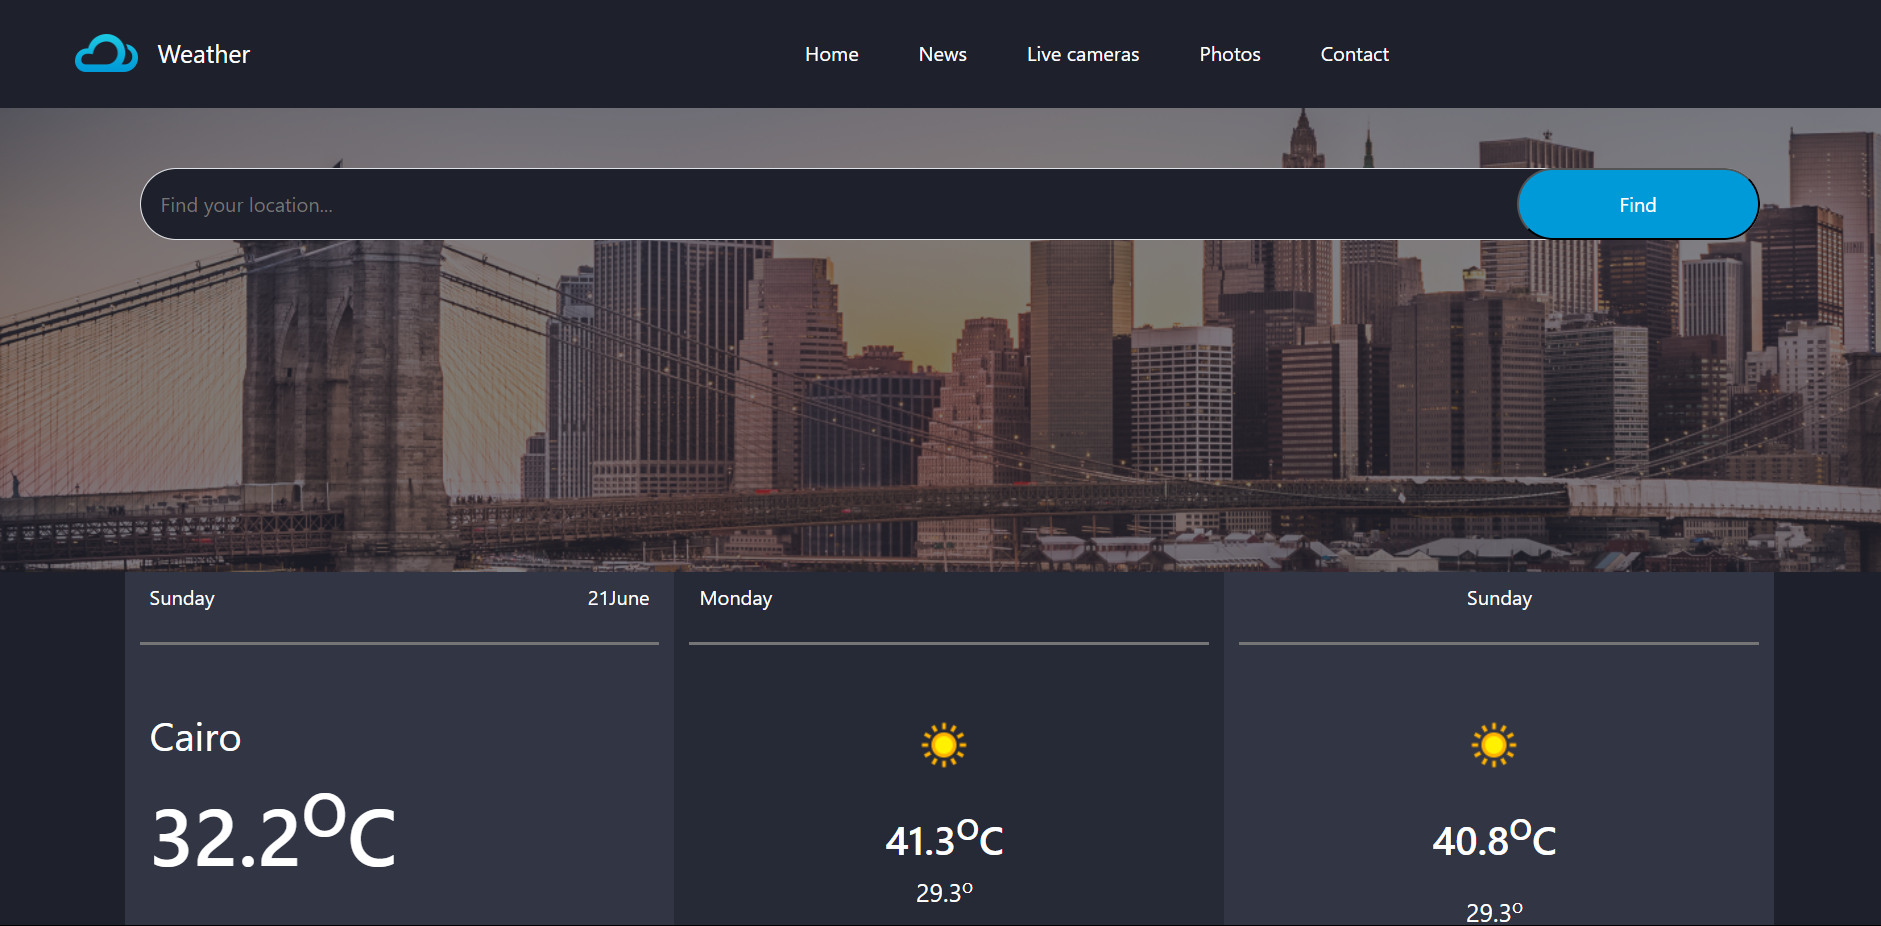 Weather
Home News Live cameras Photos Contact
Find your location...
Find
Sunday 21June
Cairo
32.2°C
Monday
41.3°C
29.3°
Sunday
40.8°C
29.3°